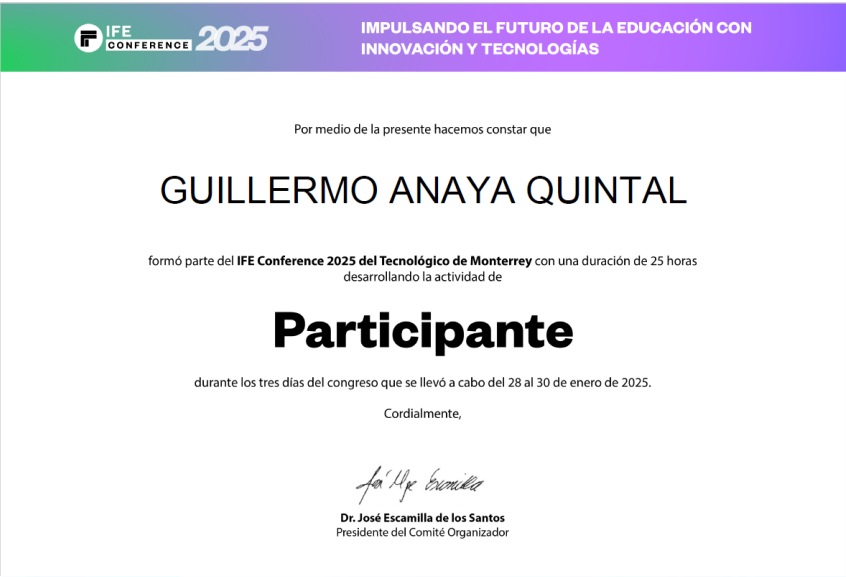 IFE
CONFERENCE 2025
IMPULSANDO EL FUTURO DE LA EDUCACIÓN CON
INNOVACIÓN Y TECNOLOGÍAS
Por medio de la presente hacemos constar que
GUILLERMO ANAYA QUINTAL
formó parte del IFE Conference 2025 del Tecnológico de Monterrey con una duración de 25 horas
desarrollando la actividad de
Participante
durante los tres días del congreso que se llevó a cabo del 28 al 30 de enero de 2025.
Cordialmente,
Dr. José Escamilla de los Santos
Presidente del Comité Organizador